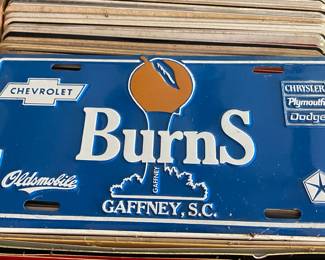 CHEVROLET
CHRYSLER
Plymouth
Dodge
BurnS
GAFFNEY
Oldsmobile
GAFFNEY, S.C.